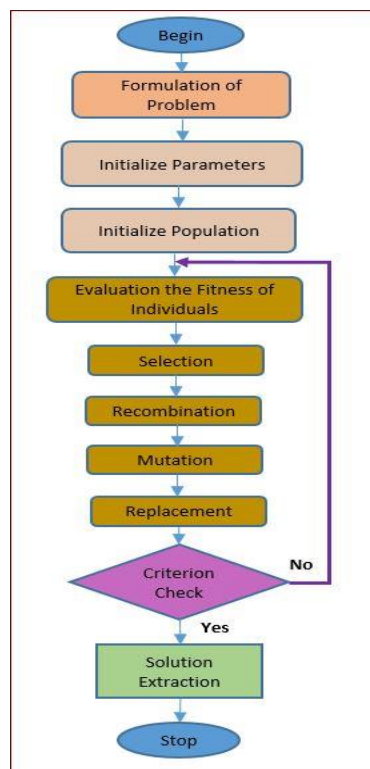 Begin
Formulation of
Problem
Initialize Parameters
Initialize Population
Evaluation the Fitness of
Individuals
Selection
Recombination
Mutation
Replacement
Criterion
Check
No
Yes
Solution
Extraction
Stop